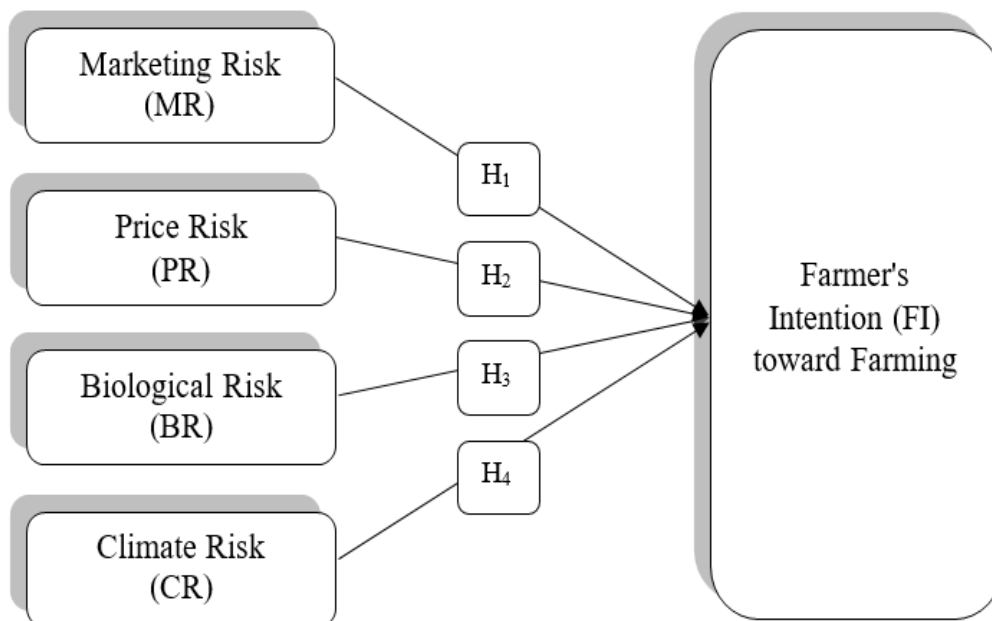 Marketing Risk
(MR)
H₁
Price Risk
(PR)
H₂
Biological Risk
(BR)
H₃
Climate Risk
(CR)
H₄
Farmer's
Intention (FI)
toward Farming